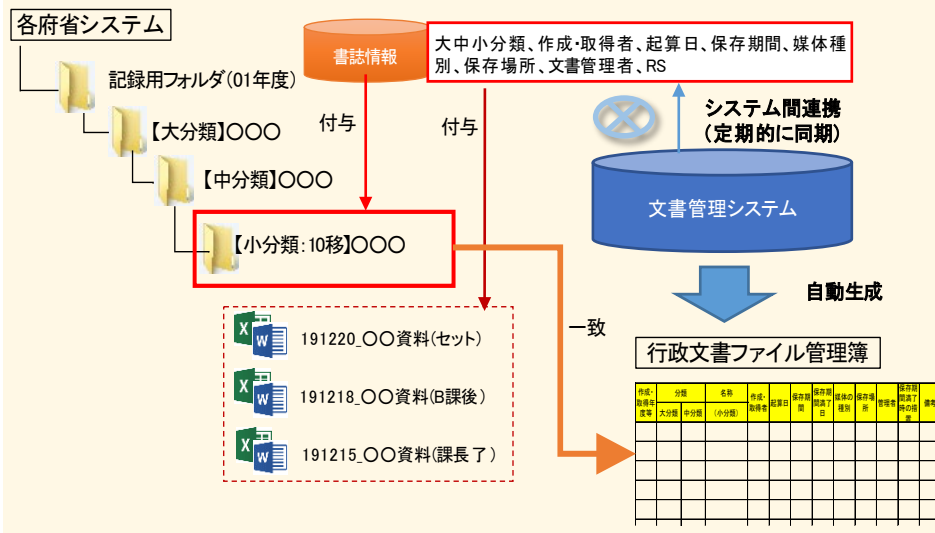 各府省システム
記録用フォルダ(01年度)
【大分類】〇〇〇
【中分類】〇〇〇
【小分類:10移】〇〇〇
書誌情報
付与
付与
大中小分類、作成・取得者、起算日、保存期間、媒体種
別、保存場所、文書管理者、RS
システム間連携
(定期的に同期)
文書管理システム
自動生成
191220_〇〇資料(セット)
191218_〇〇資料(B課後)
191215_〇〇資料(課長了)
一致
行政文書ファイル管理簿
作成・
取得年
度等
分類
大分類
中分類
名称
(小分類)
作成・
取得者
起算日
保存期
間
保存期
間満了
日
媒体の
種別
保存場
所
管理者
保存期
間満了
時の措
置
備考